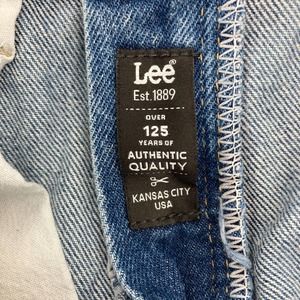 Lee®
Est.1889
OVER
125
YEARS OF
AUTHENTIC
QUALITY
KANSAS CITY
USA